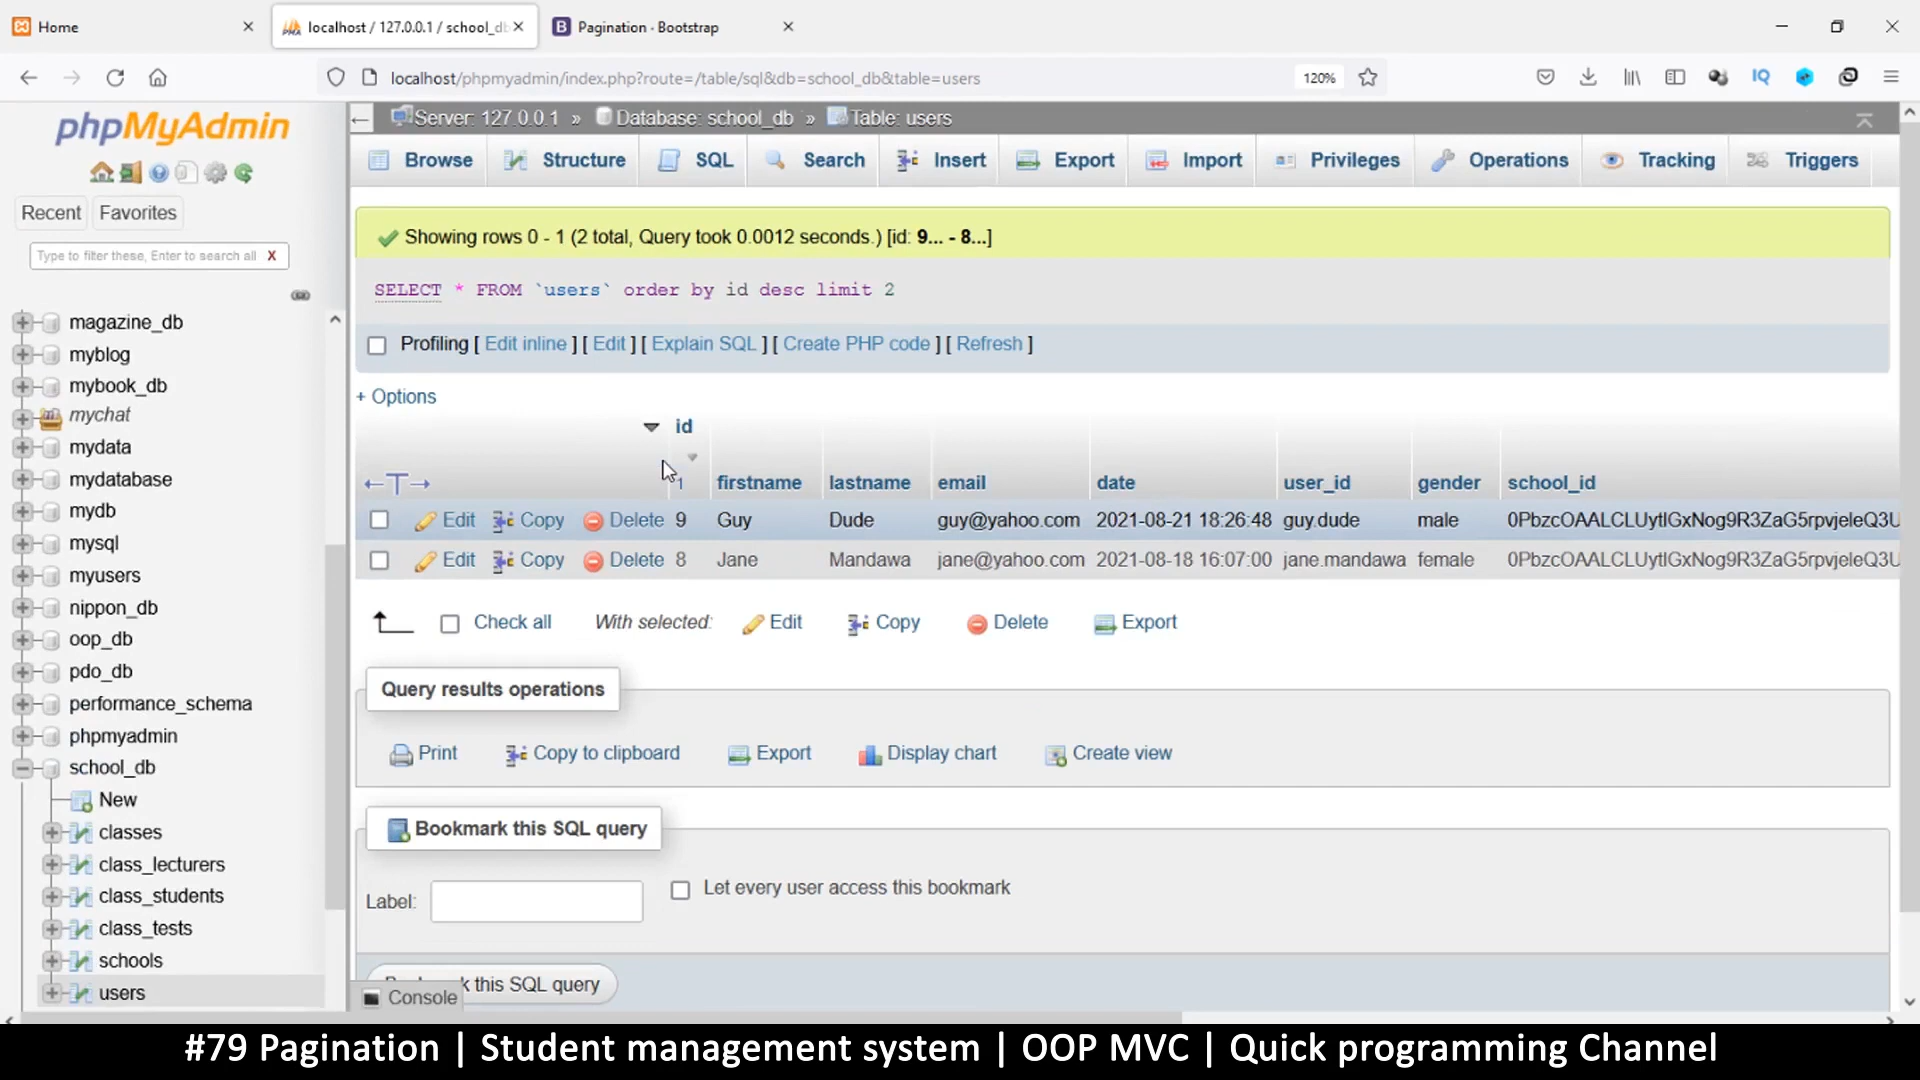 Home
localhost / 127.0.0.1 / school_db
Pagination · Bootstrap
localhost/phpmyadmin/index.php?route=/table/sql&db=school_db&table=users
120%
IQ
phpMyAdmin
Server: 127.0.0.1 » Database: school_db » Table: users
Browse Structure SQL Search Insert Export Import Privileges Operations Tracking Triggers
Recent Favorites
Type to filter these, Enter to search all X
Showing rows 0 - 1 (2 total, Query took 0.0012 seconds.) [id: 9... - 8...]
SELECT * FROM `users` order by id desc limit 2
Profiling [ Edit inline ] [ Edit ] [ Explain SQL ] [ Create PHP code ] [ Refresh ]
+ Options
id
1 firstname lastname email date user_id gender school_id
Edit Copy Delete 9 Guy Dude guy@yahoo.com 2021-08-21 18:26:48 guy.dude male 0PbzcOAALCLUytlGxNog9R3ZaG5rpvjeleQ3U
Edit Copy Delete 8 Jane Mandawa jane@yahoo.com 2021-08-18 16:07:00 jane.mandawa female 0PbzcOAALCLUytlGxNog9R3ZaG5rpvjeleQ3U
Check all With selected: Edit Copy Delete Export
Query results operations
Print Copy to clipboard Export Display chart Create view
Bookmark this SQL query
Label: Let every user access this bookmark
this SQL query
Console
magazine_db
myblog
mybook_db
mychat
mydata
mydatabase
mydb
mysql
myusers
nippon_db
oop_db
pdo_db
performance_schema
phpmyadmin
school_db
New
classes
class_lecturers
class_students
class_tests
schools
users
#79 Pagination | Student management system | OOP MVC | Quick programming Channel